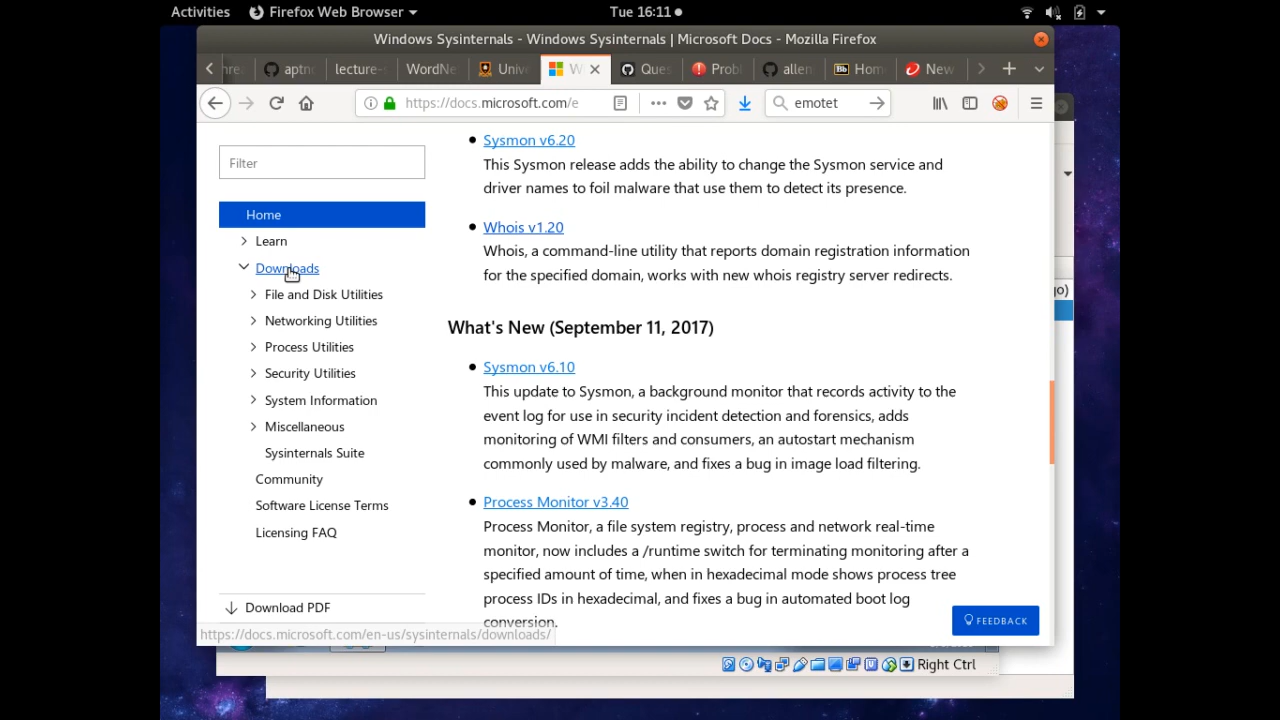 Activities
Firefox Web Browser
Tue 16:11
Windows Sysinternals - Windows Sysinternals | Microsoft Docs - Mozilla Firefox
aptno
lecture-
WordNe
Unive
W
Ques
Probl
allen
Hom
New
https://docs.microsoft.com/e
emotet
Filter
Home
Learn
Downloads
File and Disk Utilities
Networking Utilities
Process Utilities
Security Utilities
System Information
Miscellaneous
Sysinternals Suite
Community
Software License Terms
Licensing FAQ
Download PDF
Sysmon v6.20
This Sysmon release adds the ability to change the Sysmon service and
driver names to foil malware that use them to detect its presence.
Whois v1.20
Whois, a command-line utility that reports domain registration information
for the specified domain, works with new whois registry server redirects.
What's New (September 11, 2017)
Sysmon v6.10
This update to Sysmon, a background monitor that records activity to the
event log for use in security incident detection and forensics, adds
monitoring of WMI filters and consumers, an autostart mechanism
commonly used by malware, and fixes a bug in image load filtering.
Process Monitor v3.40
Process Monitor, a file system registry, process and network real-time
monitor, now includes a /runtime switch for terminating monitoring after a
specified amount of time, when in hexadecimal mode shows process tree
process IDs in hexadecimal, and fixes a bug in automated boot log
conversion.
FEEDBACK
https://docs.microsoft.com/en-us/sysinternals/downloads/
go)
Right Ctrl